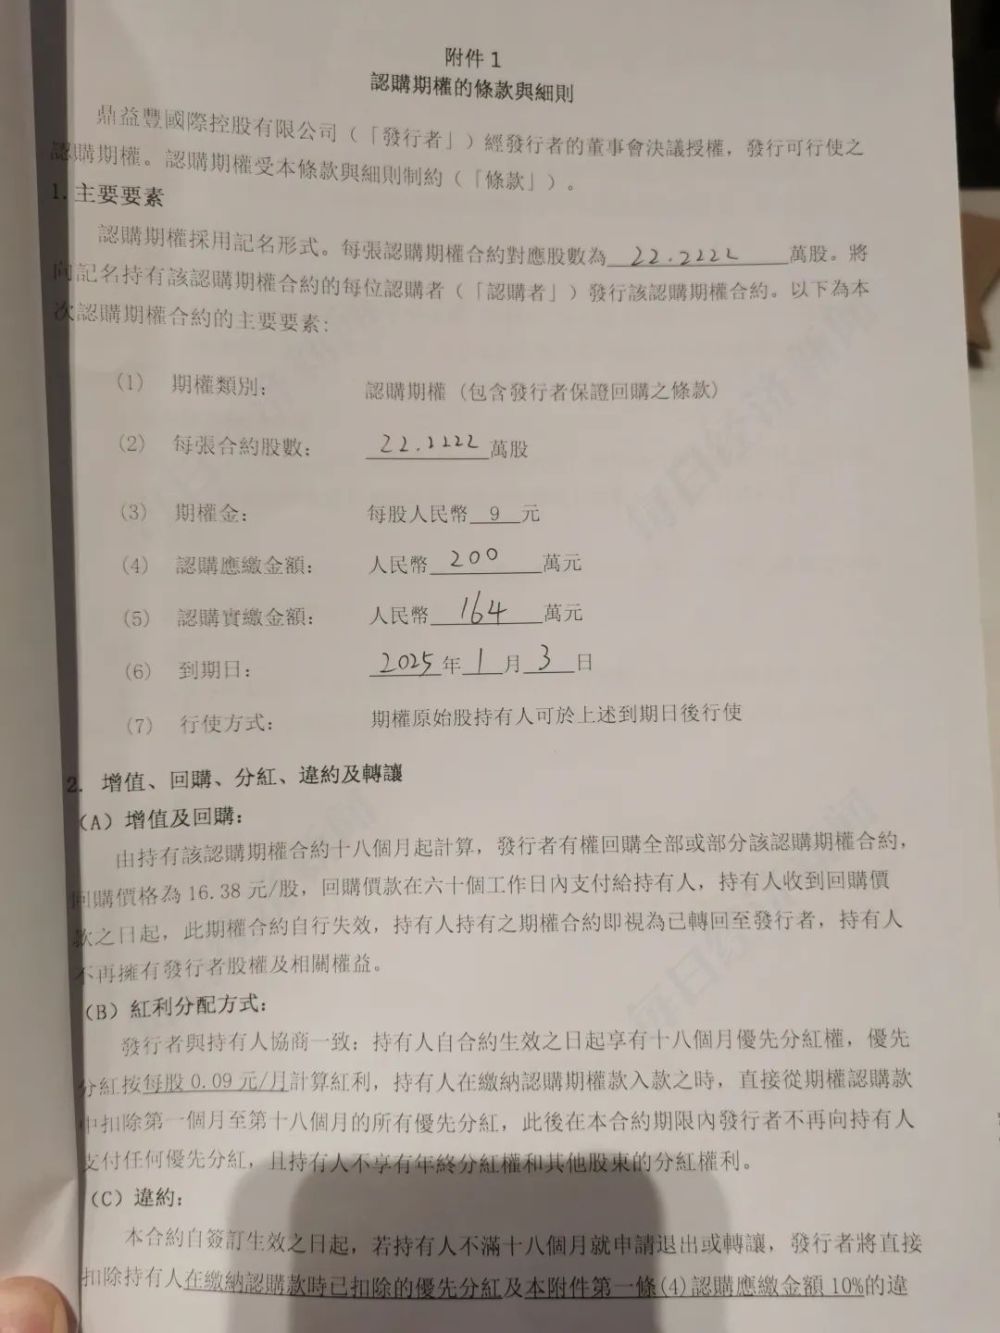 附件 1
認購期權的條款與細則
鼎益豐國際控股有限公司（「發行者」）經發行者的董事會決議授權，發行可行使之
認購期權。認購期權受本條款與細則制約（「條款」）。
1. 主要要素
認購期權採用記名形式。每張認購期權合約對應股數為 22.2222 萬股。將
向記名持有該認購期權合約的每位認購者（「認購者」）發行該認購期權合約。以下為本
次認購期權合約的主要要素：
(1) 期權類別： 認購期權（包含發行者保證回購之條款）
(2) 每張合約股數： 22.2222 萬股
(3) 期權金： 每股人民幣 9 元
(4) 認購應繳金額： 人民幣 200 萬元
(5) 認購實繳金額： 人民幣 164 萬元
(6) 到期日： 2025 年 1 月 3 日
(7) 行使方式： 期權原始股持有人可於上述到期日後行使
2. 增值、回購、分紅、違約及轉讓
（A）增值及回購：
由持有該認購期權合約十八個月起計算，發行者有權回購全部或部分該認購期權合約，
回購價格為 16.38 元/股，回購價款在六十個工作日內支付給持有人，持有人收到回購價
款之日起，此期權合約自行失效，持有人持有之期權合約即視為已轉回至發行者，持有人
不再擁有發行者股權及相關權益。
（B）紅利分配方式：
發行者與持有人協商一致：持有人自合約生效之日起享有十八個月優先分紅權，優先
分紅按每股 0.09 元/月計算紅利，持有人在繳納認購期權款入款之時，直接從期權認購款
中扣除第一個月至第十八個月的所有優先分紅，此後在本合約期限內發行者不再向持有人
支付任何優先分紅，且持有人不享有年終分紅權和其他股東的分紅權利。
（C）違約：
本合約自簽訂生效之日起，若持有人不滿十八個月就申請退出或轉讓，發行者將直接
扣除持有人在繳納認購款時已扣除的優先分紅及本附件第一條(4)認購應繳金額 10%的違
每日经济新闻
每日经济新闻